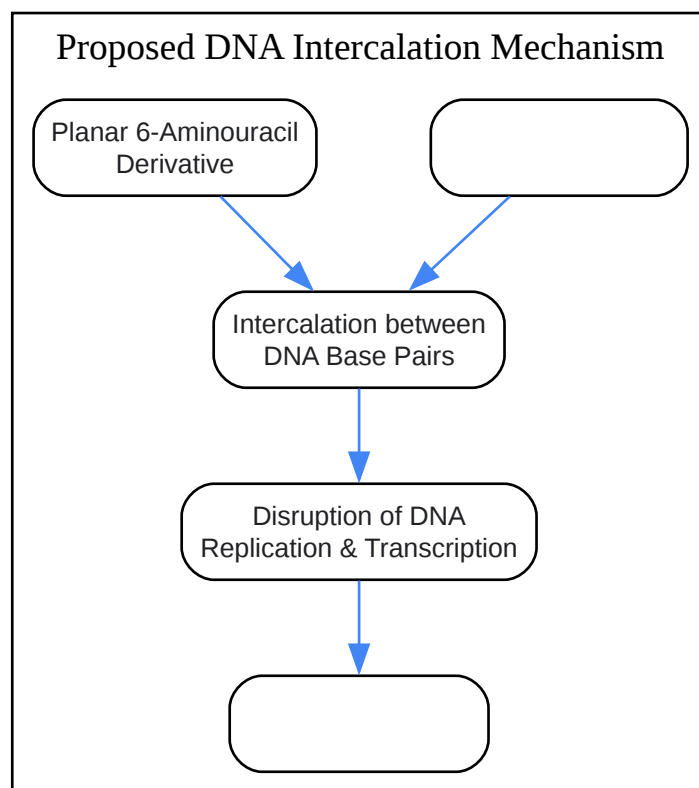 Proposed DNA Intercalation Mechanism
Planar 6-Aminouracil
Derivative
Intercalation between
DNA Base Pairs
Disruption of DNA
Replication & Transcription